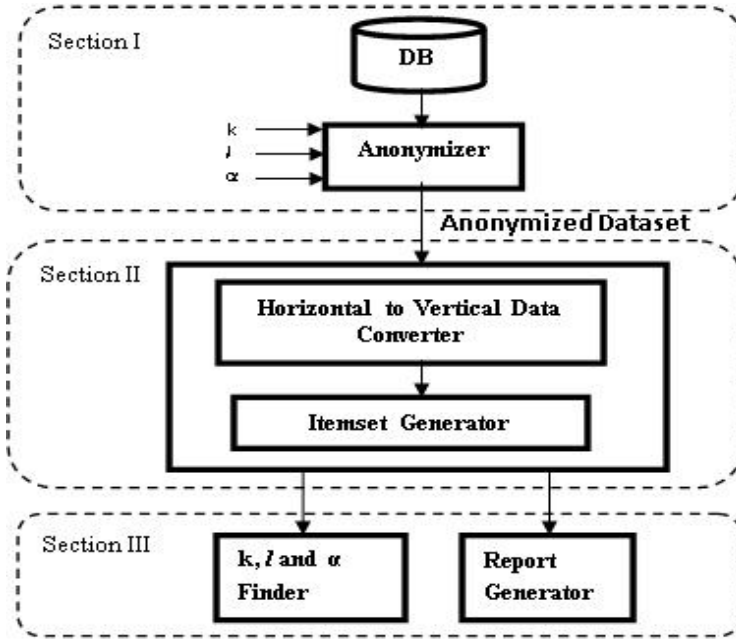 Section I
DB
k
l
α
Anonymizer
Anonymized Dataset
Section II
Horizontal to Vertical Data
Converter
Itemset Generator
Section III
k, l and α
Finder
Report
Generator